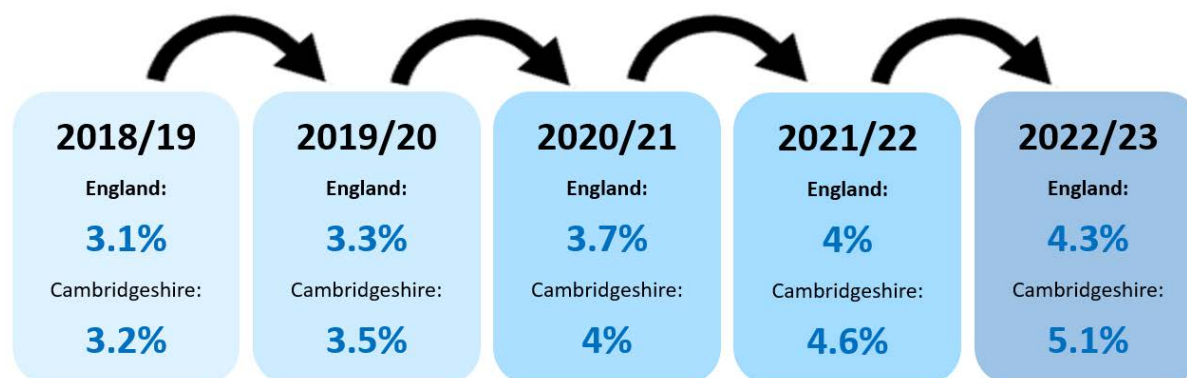 2018/19
England:
3.1%
Cambridgeshire:
3.2%
2019/20
England:
3.3%
Cambridgeshire:
3.5%
2020/21
England:
3.7%
Cambridgeshire:
4%
2021/22
England:
4%
Cambridgeshire:
4.6%
2022/23
England:
4.3%
Cambridgeshire:
5.1%